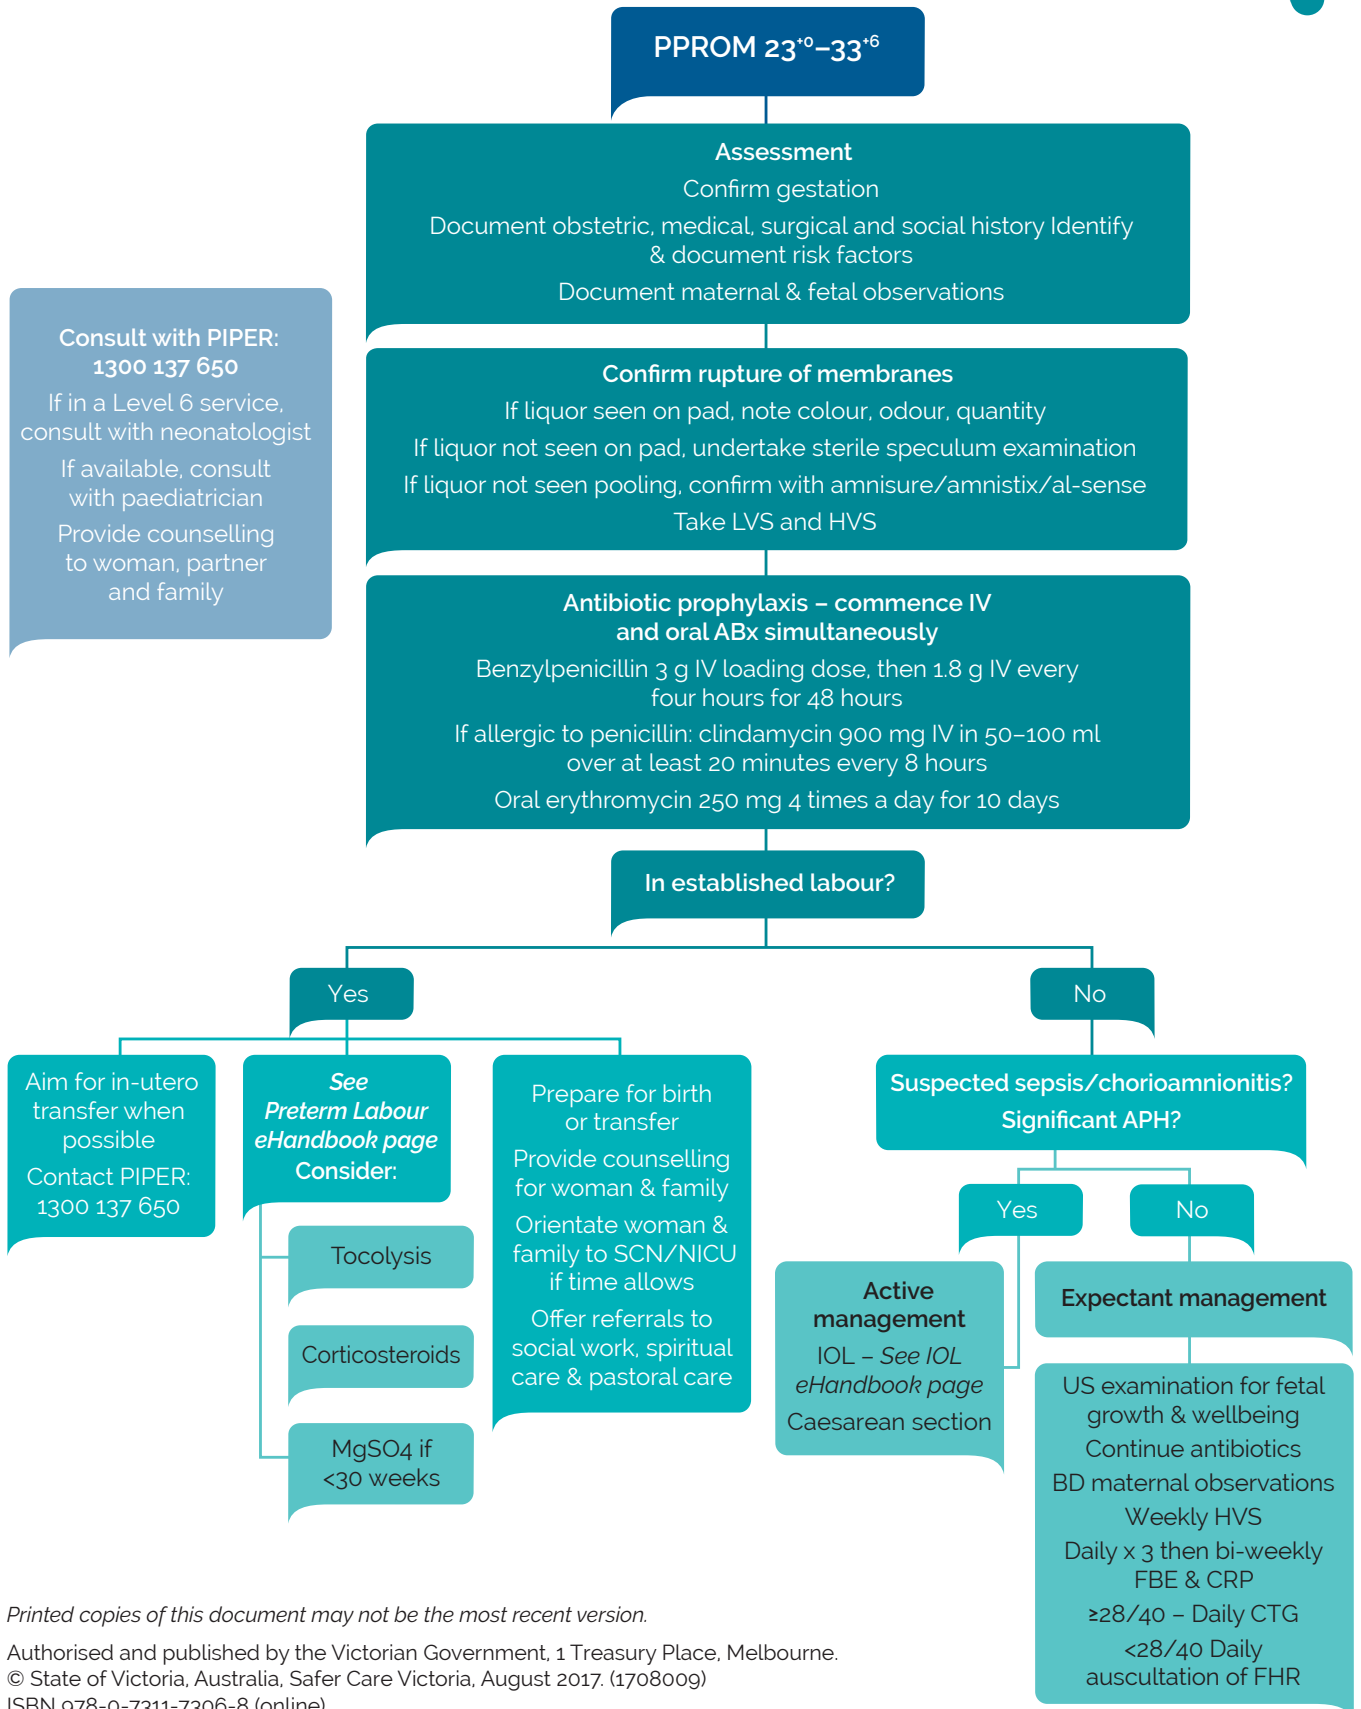 PPROM 23+0–33+6
Assessment
Confirm gestation
Document obstetric, medical, surgical and social history Identify
& document risk factors
Document maternal & fetal observations
Consult with PIPER:
1300 137 650
If in a Level 6 service,
consult with neonatologist
If available, consult
with paediatrician
Provide counselling
to woman, partner
and family
Confirm rupture of membranes
If liquor seen on pad, note colour, odour, quantity
If liquor not seen on pad, undertake sterile speculum examination
If liquor not seen pooling, confirm with amnisure/amnistix/al-sense
Take LVS and HVS
Antibiotic prophylaxis – commence IV
and oral ABx simultaneously
Benzylpenicillin 3 g IV loading dose, then 1.8 g IV every
four hours for 48 hours
If allergic to penicillin: clindamycin 900 mg IV in 50–100 ml
over at least 20 minutes every 8 hours
Oral erythromycin 250 mg 4 times a day for 10 days
In established labour?
Yes
No
Aim for in-utero
transfer when
possible
Contact PIPER:
1300 137 650
See
Preterm Labour
eHandbook page
Consider:
Tocolysis
Corticosteroids
MgSO4 if
<30 weeks
Prepare for birth
or transfer
Provide counselling
for woman & family
Orientate woman &
family to SCN/NICU
if time allows
Offer referrals to
social work, spiritual
care & pastoral care
Suspected sepsis/chorioamnionitis?
Significant APH?
Yes
No
Active
management
IOL – See IOL
eHandbook page
Caesarean section
Expectant management
US examination for fetal
growth & wellbeing
Continue antibiotics
BD maternal observations
Weekly HVS
Daily x 3 then bi-weekly
FBE & CRP
≥28/40 – Daily CTG
<28/40 Daily
auscultation of FHR
Printed copies of this document may not be the most recent version.
Authorised and published by the Victorian Government, 1 Treasury Place, Melbourne.
© State of Victoria, Australia, Safer Care Victoria, August 2017. (1708009)
ISBN 978-0-7311-7306-8 (online)